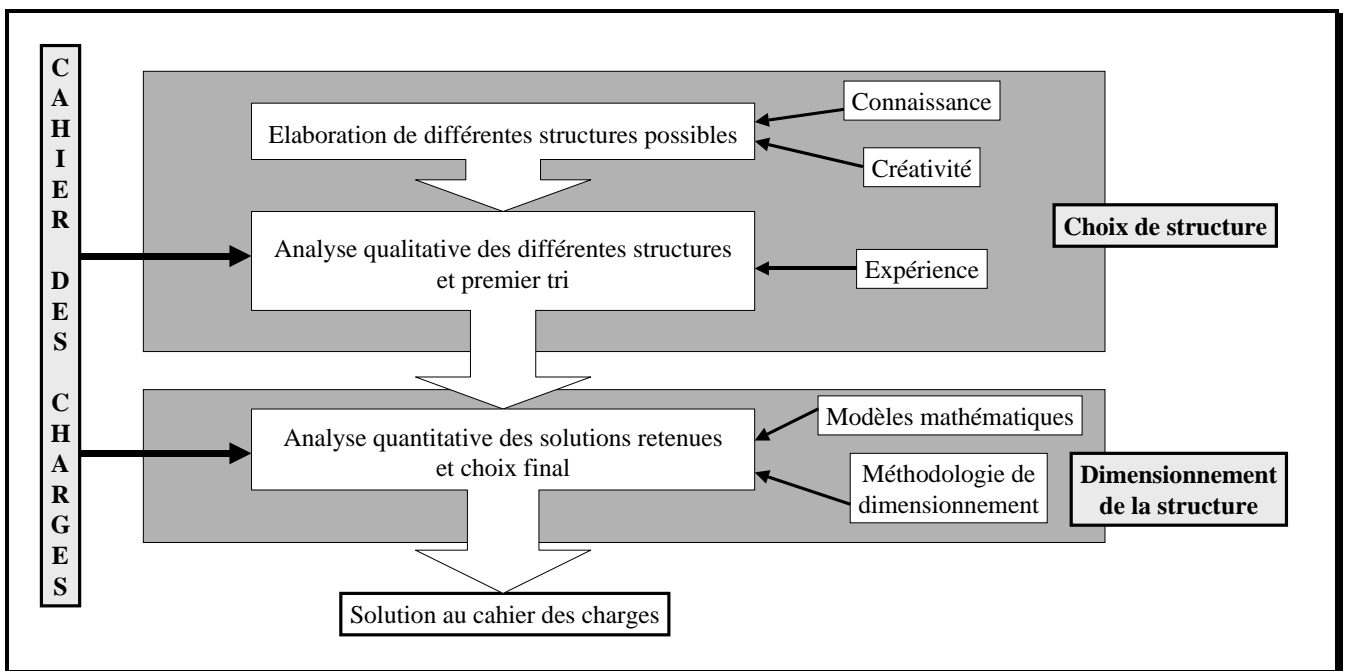 CAHIER DES CHARGES
Connaissance
Elaboration de différentes structures possibles
Créativité
Choix de structure
Analyse qualitative des différentes structures
et premier tri
Expérience
Modèles mathématiques
Analyse quantitative des solutions retenues
et choix final
Méthodologie de
dimensionnement
Dimensionnement
de la structure
Solution au cahier des charges